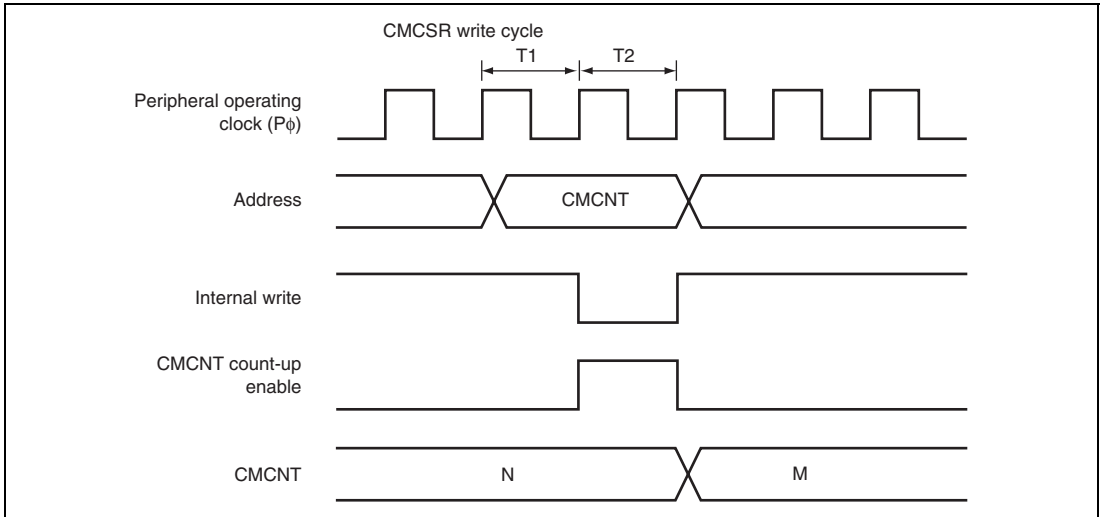 CMCSR write cycle
T1 T2
Peripheral operating
clock (Pϕ)
Address
CMCNT
Internal write
CMCNT count-up
enable
CMCNT
N
M